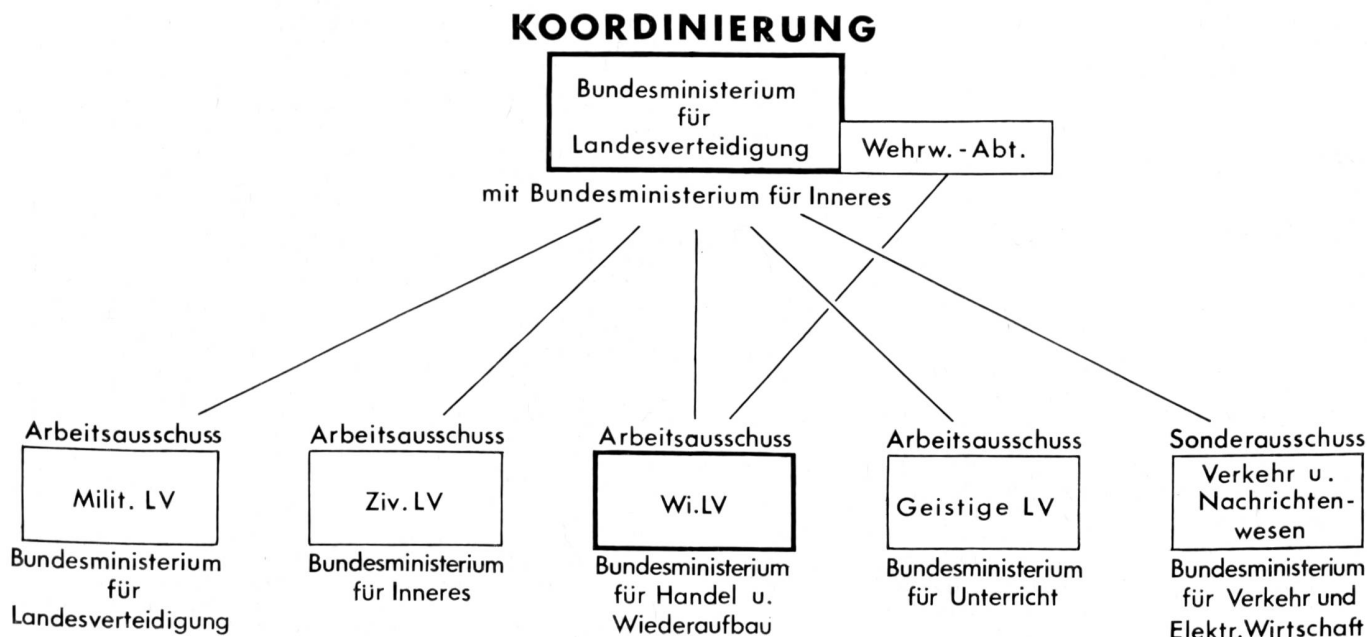 KOORDINIERUNG
Bundesministerium
für
Landesverteidigung
Wehrw. - Abt.
mit Bundesministerium für Inneres
Arbeitsausschuss
Milit. LV
Bundesministerium
für
Landesverteidigung
Arbeitsausschuss
Ziv. LV
Bundesministerium
für Inneres
Arbeitsausschuss
Wi.LV
Bundesministerium
für Handel u.
Wiederaufbau
Arbeitsausschuss
Geistige LV
Bundesministerium
für Unterricht
Sonderausschuss
Verkehr u.
Nachrichten-
wesen
Bundesministerium
für Verkehr und
Elektr. Wirtschaft